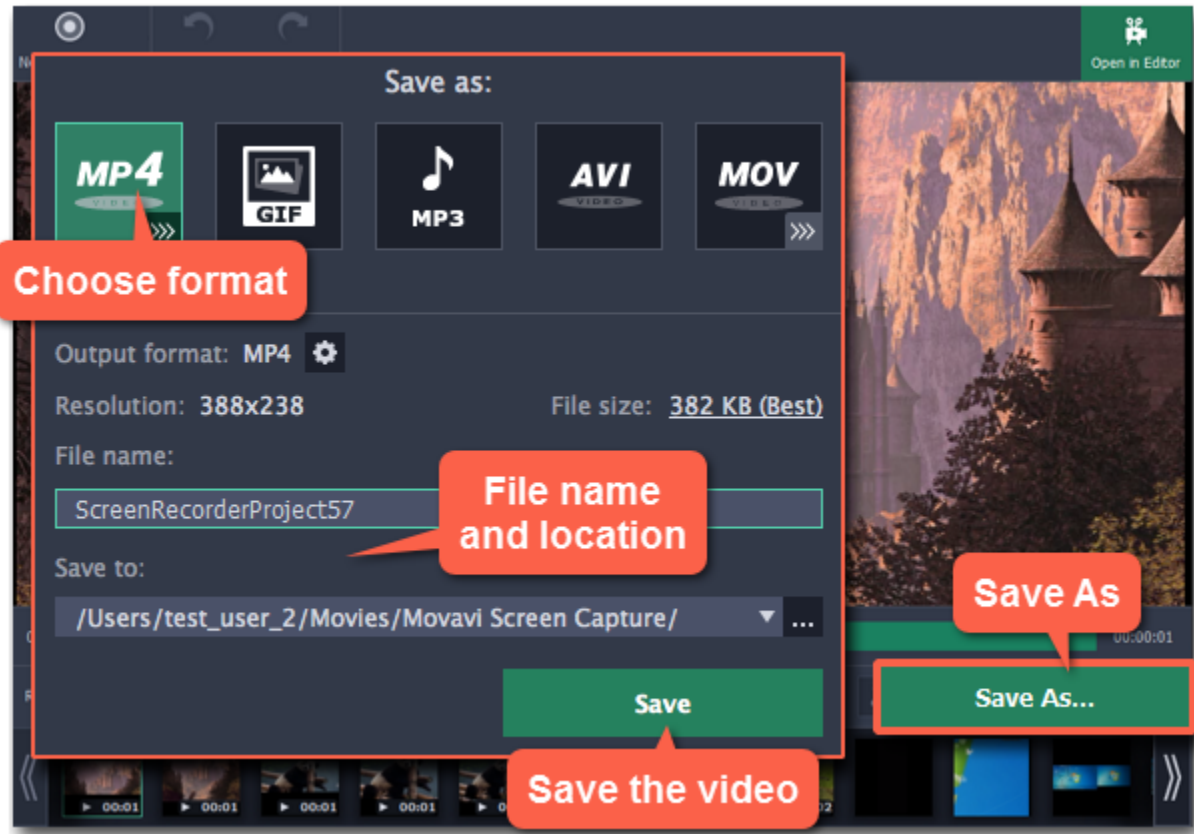 Open in Editor
Save as:
MP4
VIDEO
GIF
MP3
AVI
VIDEO
MOV
VIDEO
Choose format
Output format: MP4
Resolution: 388x238
File size: 382 KB (Best)
File name:
ScreenRecorderProject57
File name
and location
Save to:
/Users/test_user_2/Movies/Movavi Screen Capture/
...
Save As
00:00:01
Save
Save As...
Save the video
00:01
00:01
00:01
00:01